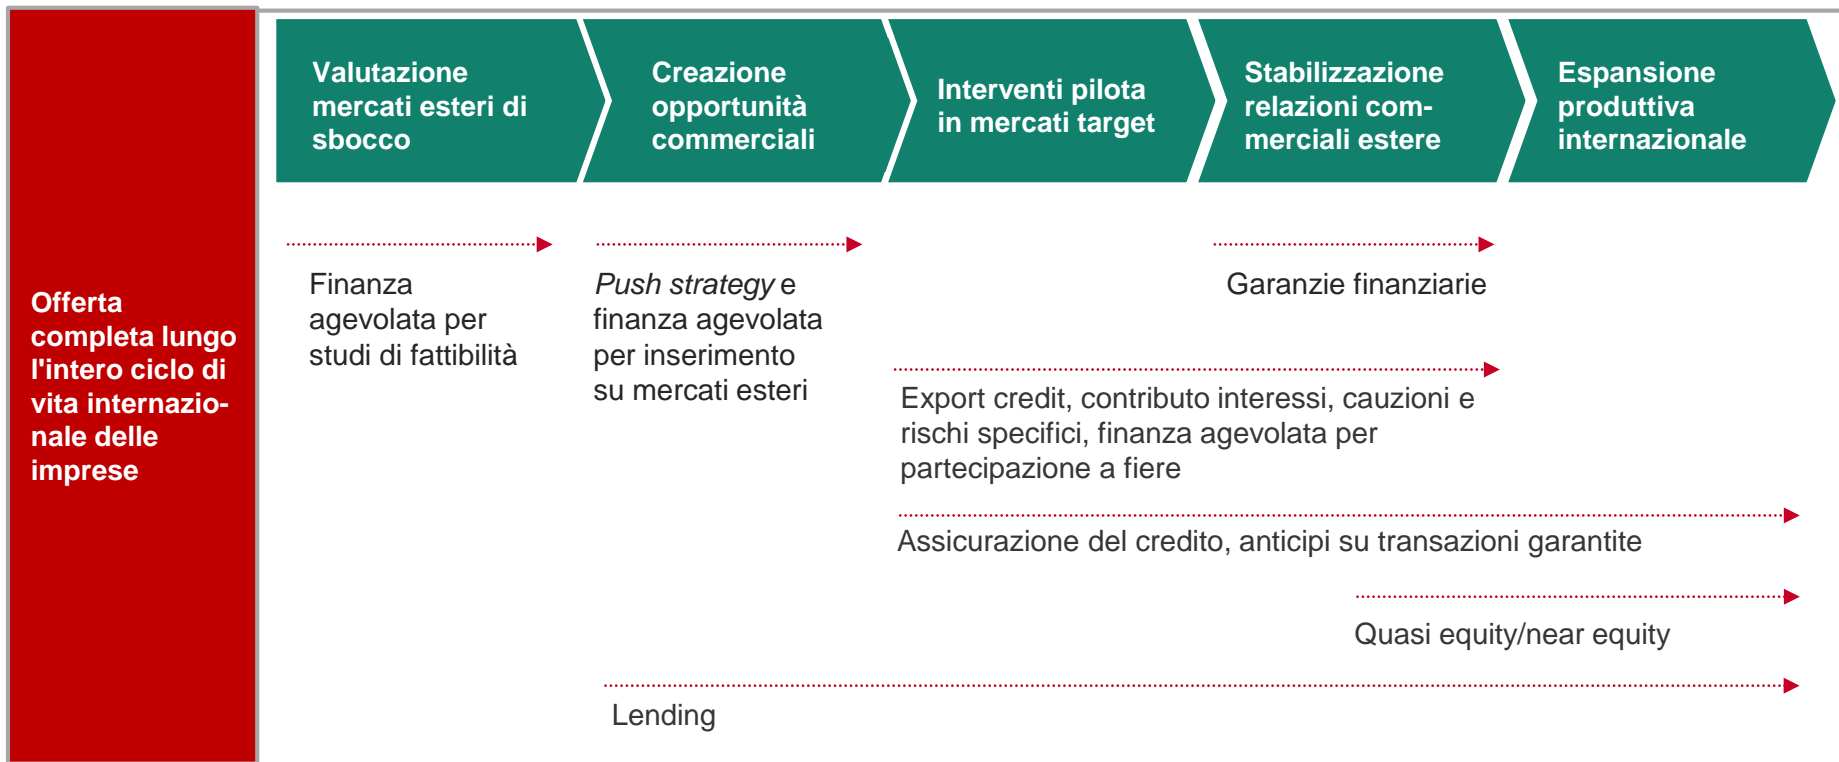 Offerta
completa lungo
l'intero ciclo di
vita internazio-
nale delle
imprese
Valutazione
mercati esteri di
sbocco
Creazione
opportunità
commerciali
Interventi pilota
in mercati target
Stabilizzazione
relazioni com-
merciali estere
Espansione
produttiva
internazionale
Finanza
agevolata per
studi di fattibilità
Push strategy e
finanza agevolata
per inserimento
su mercati esteri
Garanzie finanziarie
Export credit, contributo interessi, cauzioni e
rischi specifici, finanza agevolata per
partecipazione a fiere
Assicurazione del credito, anticipi su transazioni garantite
Quasi equity/near equity
Lending